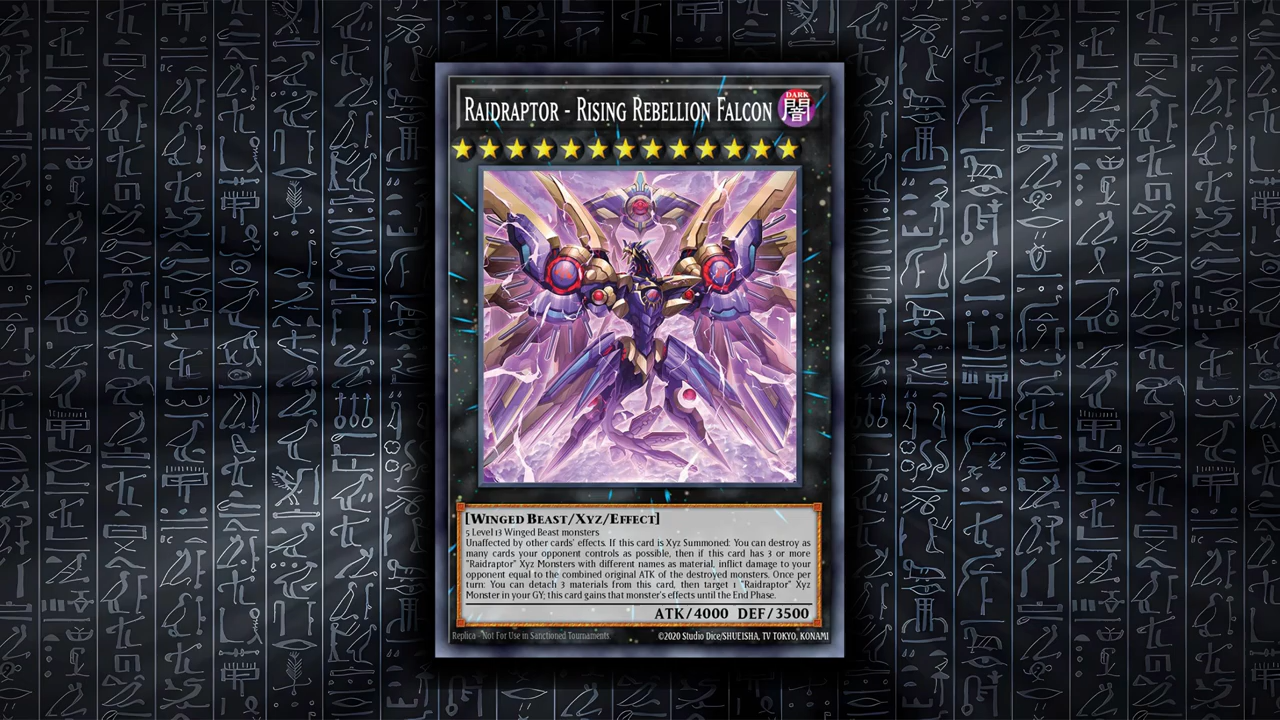 RAIDRAPTOR - RISING REBELLION FALCON
DARK
闇
[WINGED BEAST/XYZ/EFFECT]
5 Level 13 Winged Beast monsters
Unaffected by other cards' effects. If this card is Xyz Summoned: You can destroy as
many cards your opponent controls as possible, then if this card has 3 or more
"Raidraptor" Xyz Monsters with different names as material, inflict damage to your
opponent equal to the combined original ATK of the destroyed monsters. Once per
turn: You can detach 3 materials from this card, then target 1 "Raidraptor" Xyz
Monster in your GY; this card gains that monster's effects until the End Phase.
ATK/4000 DEF/3500
Replica - Not For Use in Sanctioned Tournaments
©2020 Studio Dice/SHUEISHA, TV TOKYO, KONAMI